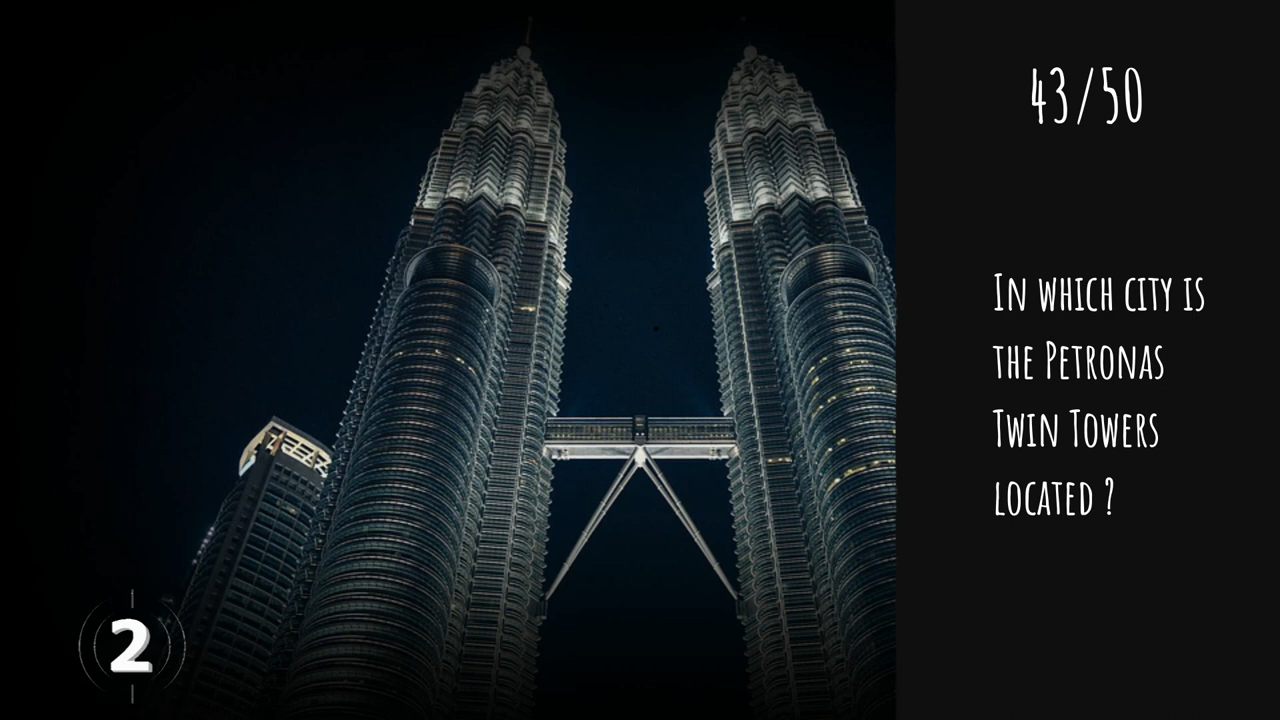 43/50
In which city is
the Petronas
Twin Towers
located ?
2